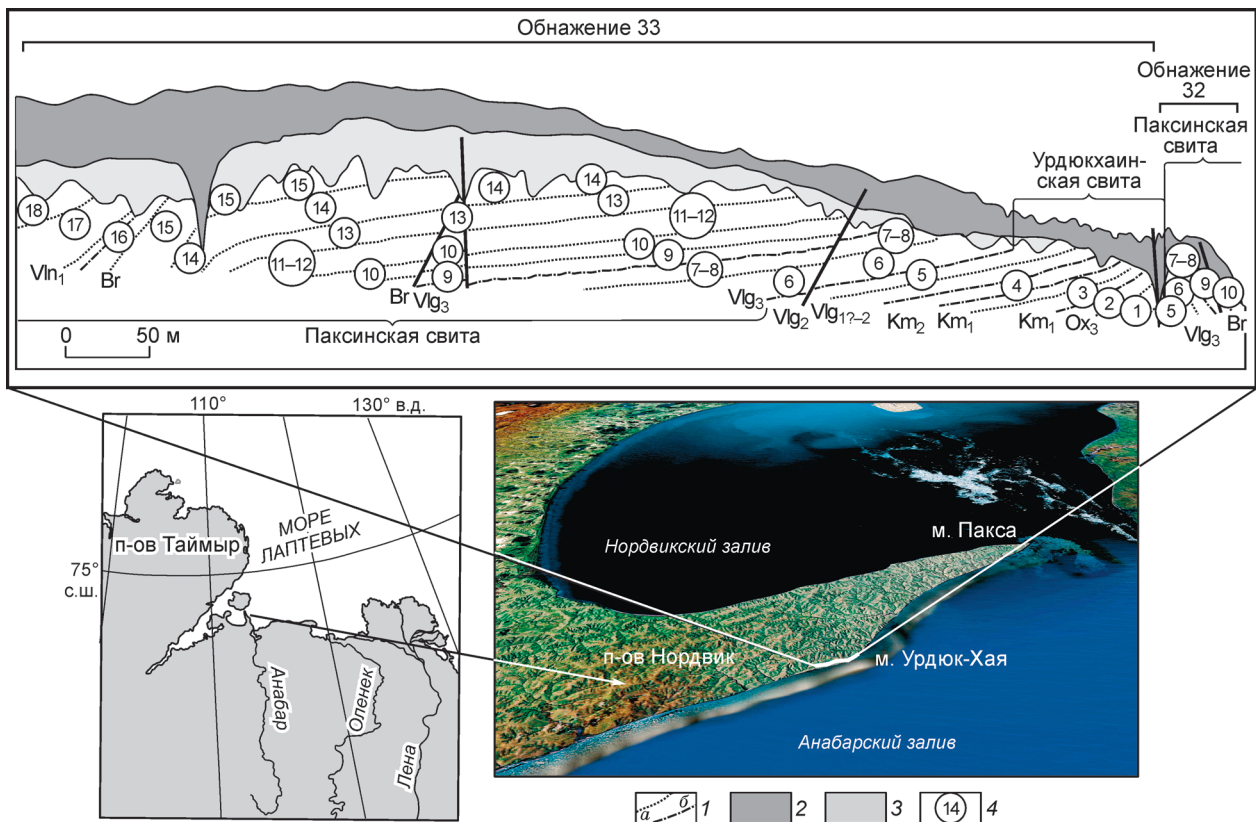 Обнажение 33
Обнажение
32
Паксинская
свита
Урдюкхаин-
ская свита
18
17
16
15
14
15
15
14
13
11–12
10
14
13
10
9
14
13
11–12
10
9
7–8
7–8
6
6
5
4
3
2
1
5
6
7–8
9
10
Vln1
Br
Br
Vlg3
Vlg3
Vlg2
Vlg1?–2
Km2
Km1
Km1
Ox3
Vlg3
Br
0 50 м
Паксинская свита
110° 130° в.д.
МОРЕ
ЛАПТЕВЫХ
п-ов Таймыр
75°
с.ш.
Анабар
Оленек
Лена
м. Пакса
Нордвикский залив
п-ов Нордвик
м. Урдюк-Хая
Анабарский залив
а б 1 2 3 14 4